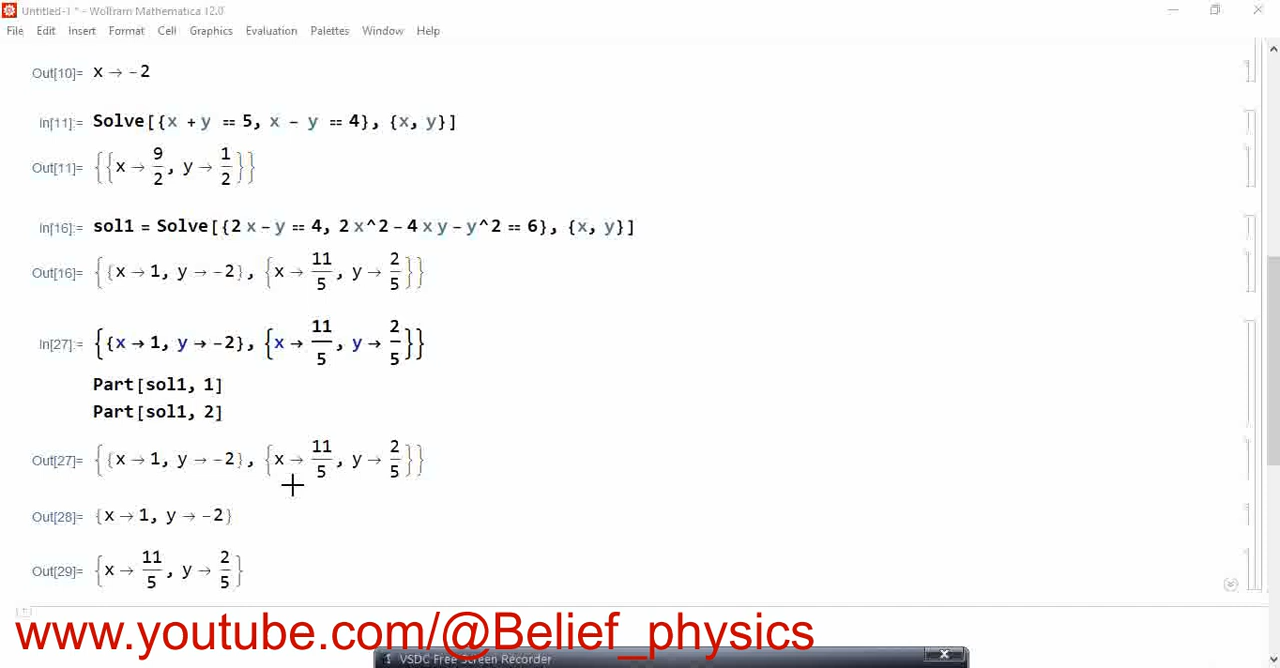 Untitled-1 * - Wolfram Mathematica 12.0
File Edit Insert Format Cell Graphics Evaluation Palettes Window Help
Out[10]= x → -2
In[11]:= Solve[{x + y == 5, x - y == 4}, {x, y}]
Out[11]= {{x → 9/2, y → 1/2}}
In[16]:= sol1 = Solve[{2 x - y == 4, 2 x^2 - 4 x y - y^2 == 6}, {x, y}]
Out[16]= {{x → 1, y → -2}, {x → 11/5, y → 2/5}}
In[27]:= {{x → 1, y → -2}, {x → 11/5, y → 2/5}}
Part[sol1, 1]
Part[sol1, 2]
Out[27]= {{x → 1, y → -2}, {x → 11/5, y → 2/5}}
Out[28]= {x → 1, y → -2}
Out[29]= {x → 11/5, y → 2/5}
www.youtube.com/@Belief_physics
VSDC Free Screen Recorder